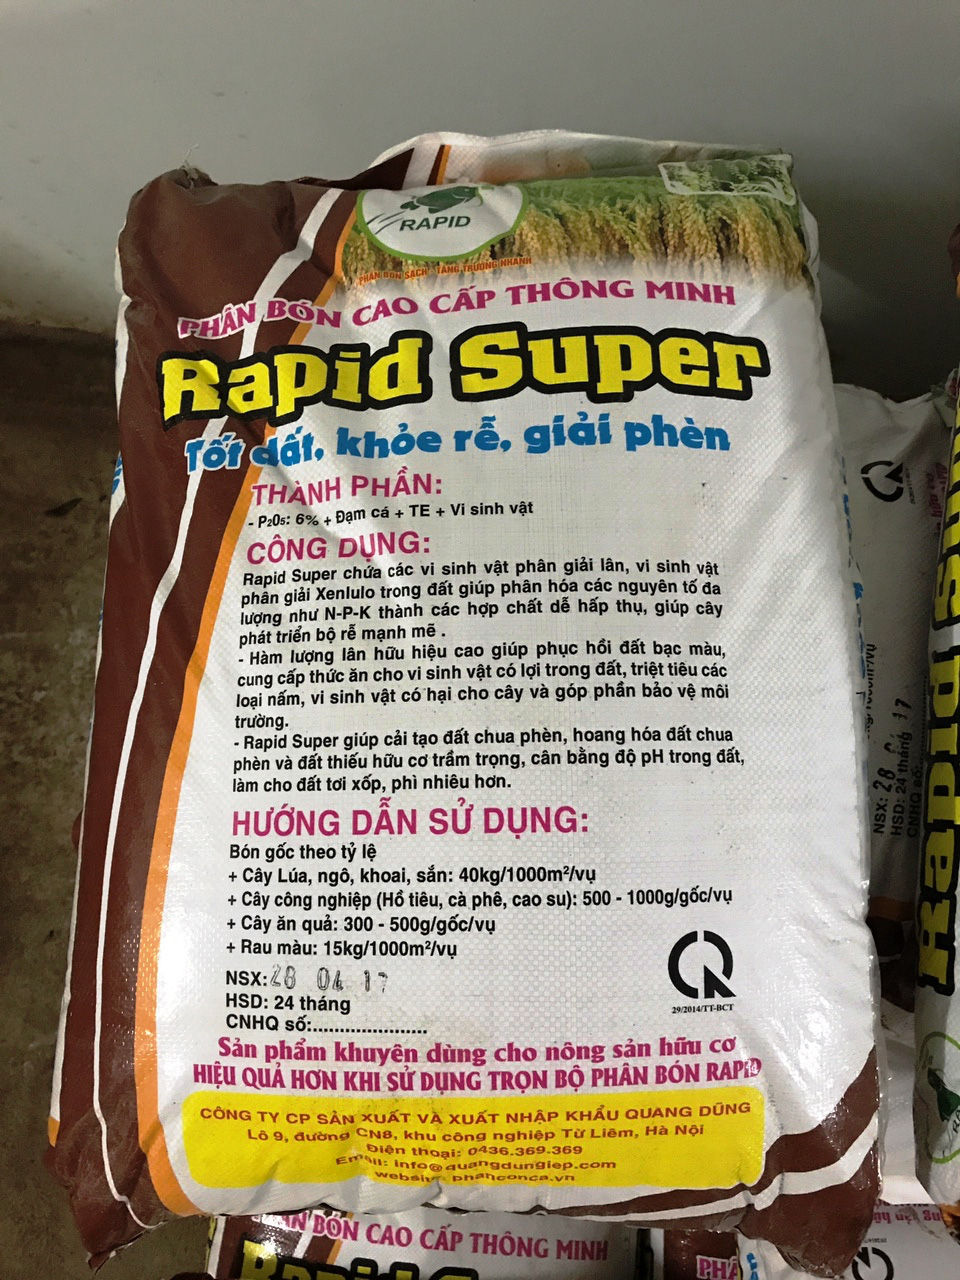 RAPID
PHÂN BÓN SẠCH - TĂNG TRƯỞNG NHANH
PHÂN BÓN CAO CẤP THÔNG MINH
Rapid Super
Tốt đất, khỏe rễ, giải phèn
THÀNH PHẦN:
- P₂O₅: 6% + Đạm cá + TE + Vi sinh vật
CÔNG DỤNG:
Rapid Super chứa các vi sinh vật phân giải lân, vi sinh vật
phân giải Xenlulo trong đất giúp phân hóa các nguyên tố đa
lượng như N-P-K thành các hợp chất dễ hấp thụ, giúp cây
phát triển bộ rễ mạnh mẽ .
- Hàm lượng lân hữu hiệu cao giúp phục hồi đất bạc màu,
cung cấp thức ăn cho vi sinh vật có lợi trong đất, triệt tiêu các
loại nấm, vi sinh vật có hại cho cây và góp phần bảo vệ môi
trường.
- Rapid Super giúp cải tạo đất chua phèn, hoang hóa đất chua
phèn và đất thiếu hữu cơ trầm trọng, cân bằng độ pH trong đất,
làm cho đất tơi xốp, phì nhiêu hơn.
HƯỚNG DẪN SỬ DỤNG:
Bón gốc theo tỷ lệ
+ Cây Lúa, ngô, khoai, sắn: 40kg/1000m²/vụ
+ Cây công nghiệp (Hồ tiêu, cà phê, cao su): 500 - 1000g/gốc/vụ
+ Cây ăn quả: 300 - 500g/gốc/vụ
+ Rau màu: 15kg/1000m²/vụ
NSX: 28 04 17
HSD: 24 tháng
CNHQ số:......................
29/2014/TT-BCT
Sản phẩm khuyên dùng cho nông sản hữu cơ
HIỆU QUẢ HƠN KHI SỬ DỤNG TRỌN BỘ PHÂN BÓN RAPID
CÔNG TY CP SẢN XUẤT VÀ XUẤT NHẬP KHẨU QUANG DŨNG
Lô 9, đường CN8, khu công nghiệp Từ Liêm, Hà Nội
Điện thoại: 0436.369.369
Email: info@quangdungiep.com
website: phanconca.vn
NSX: 28
HSD: 24 tháng
CNHQ số:
Rapid
PHÂN BÓN CAO CẤP THÔNG MINH